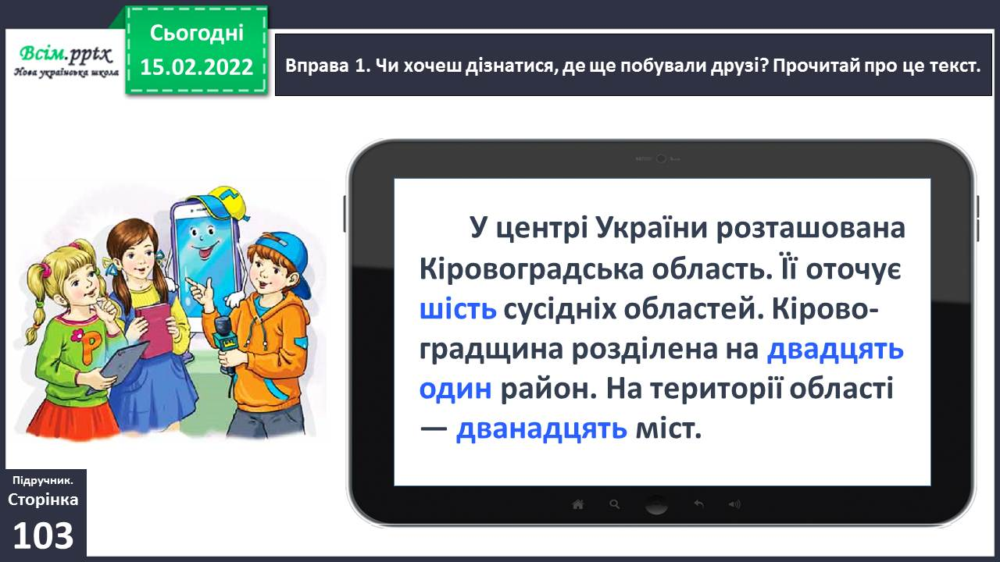 Всім.pptx
Нова українська школа
Сьогодні
15.02.2022
Вправа 1. Чи хочеш дізнатися, де ще побували друзі? Прочитай про це текст.
У центрі України розташована
Кіровоградська область. Її оточує
шість сусідніх областей. Кірово-
градщина розділена на двадцять
один район. На території області
— дванадцять міст.
Р
Підручник.
Сторінка
103